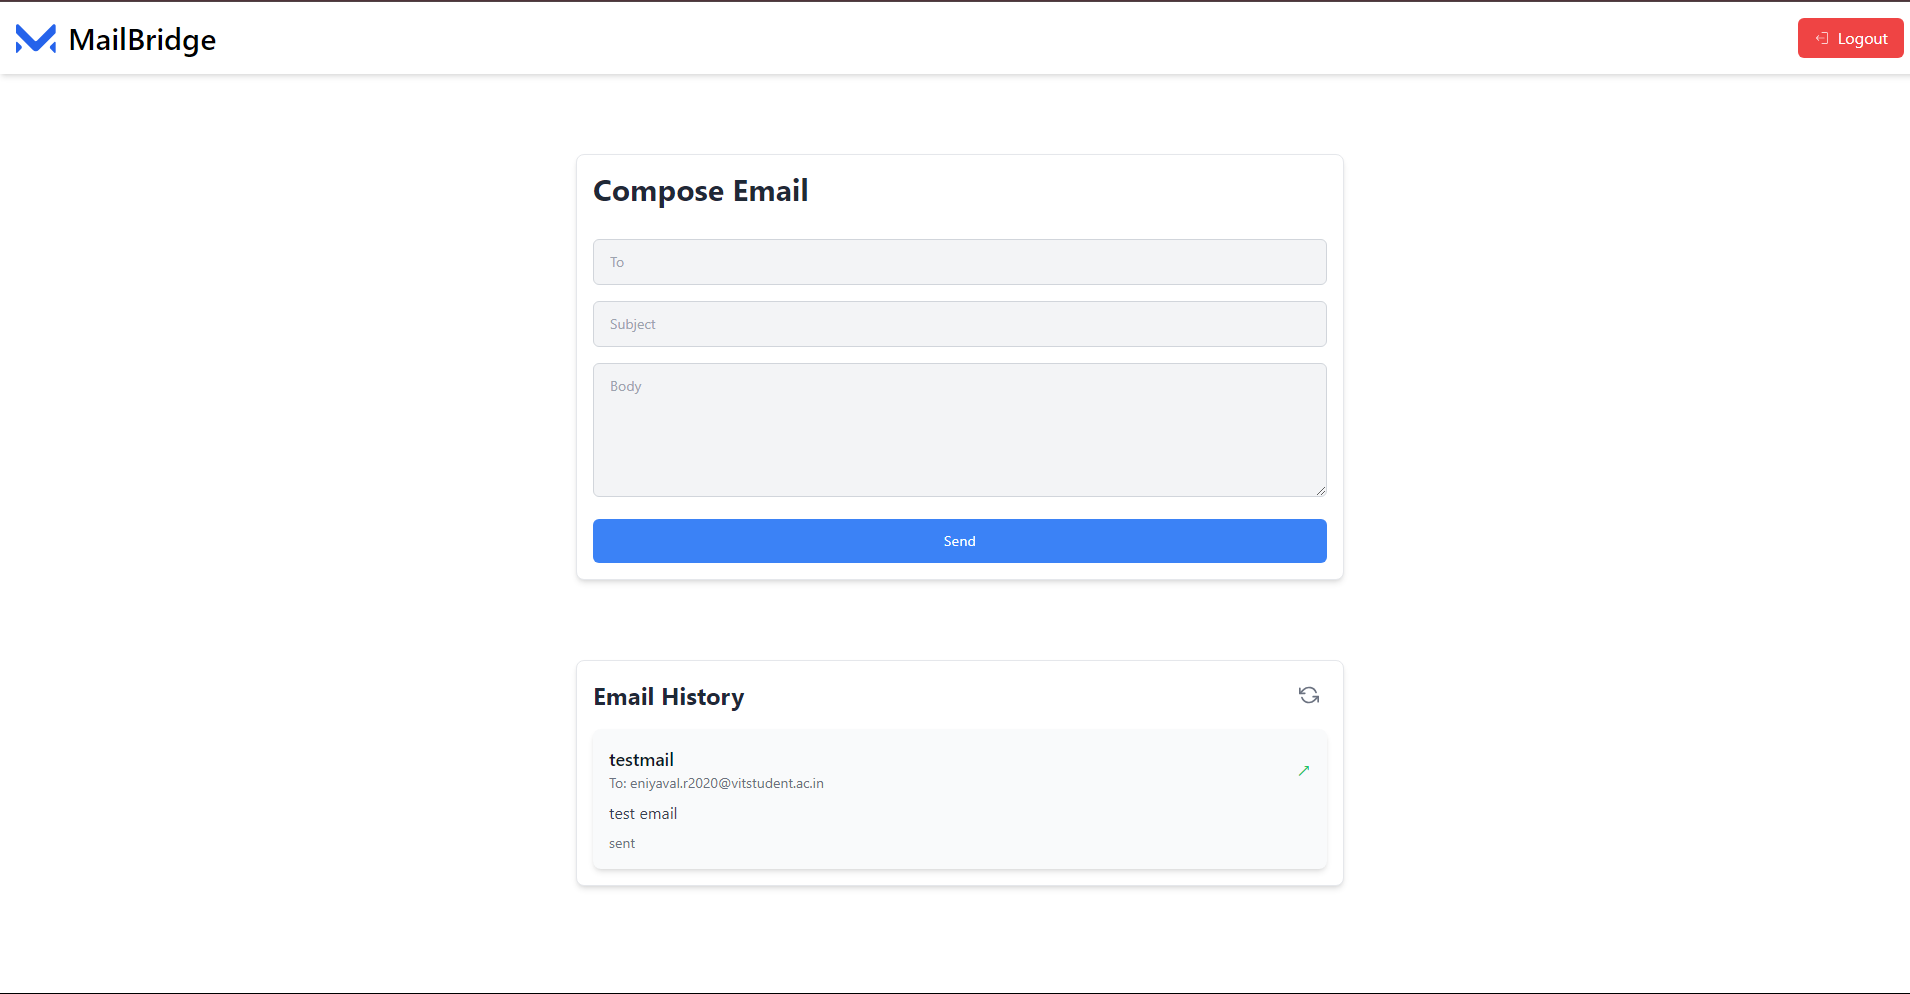 MailBridge
Logout
Compose Email
To
Subject
Body
Send
Email History
testmail
To: eniyaval.r2020@vitstudent.ac.in
test email
sent